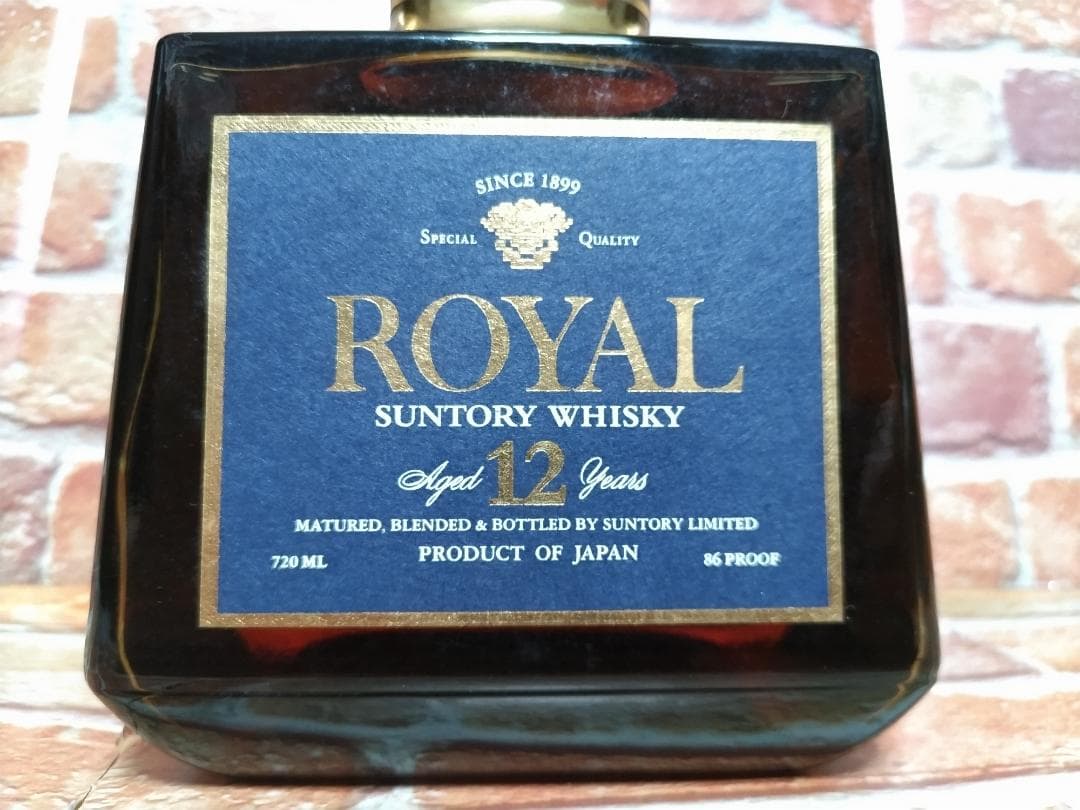 SINCE 1899
SPECIAL QUALITY
ROYAL
SUNTORY WHISKY
Aged 12 Years
MATURED, BLENDED & BOTTLED BY SUNTORY LIMITED
720 ML PRODUCT OF JAPAN 86 PROOF